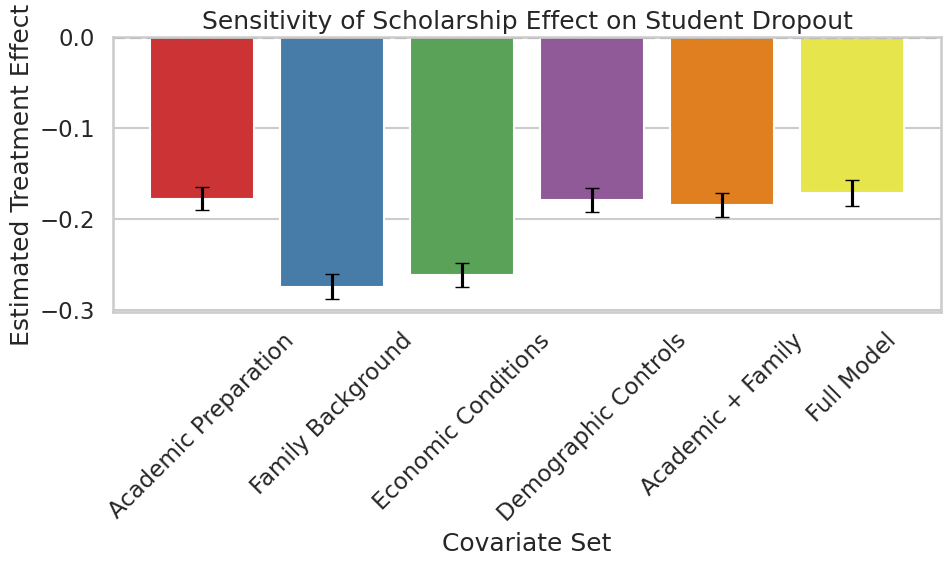 Sensitivity of Scholarship Effect on Student Dropout
Estimated Treatment Effect
0.0
−0.1
−0.2
−0.3
Academic Preparation
Family Background
Economic Conditions
Demographic Controls
Academic + Family
Full Model
Covariate Set